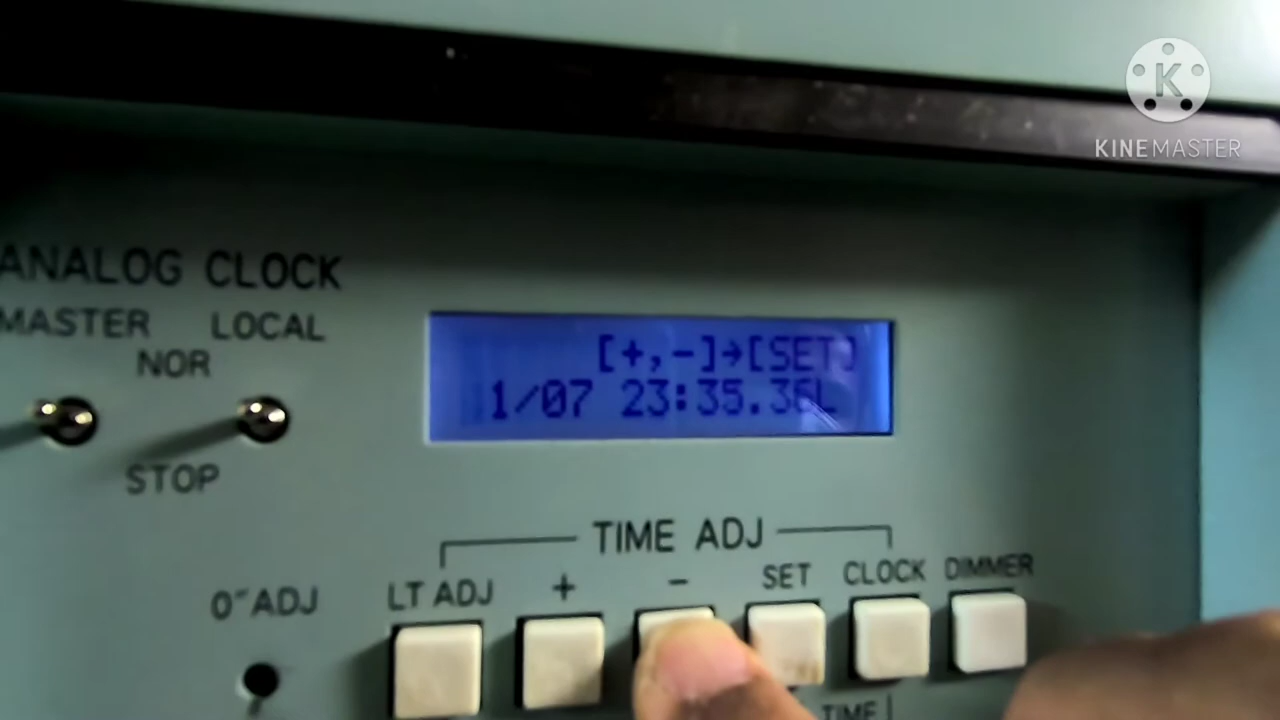 K
KINEMASTER
ANALOG CLOCK
MASTER LOCAL
NOR
STOP
[+,-]→[SET]
1/07 23:35.36L
TIME ADJ
0"ADJ LT ADJ + - SET CLOCK DIMMER
TIME